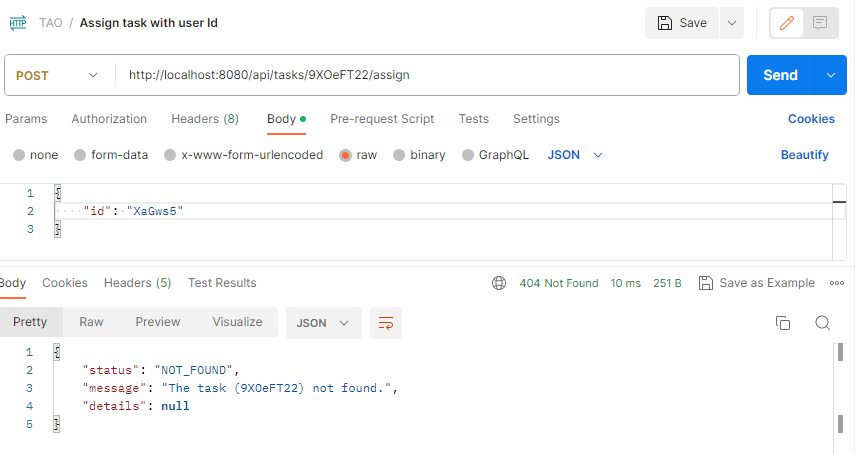 HTTP TAO / Assign task with user Id Save
POST http://localhost:8080/api/tasks/9XOeFT22/assign Send
Params Authorization Headers (8) Body Pre-request Script Tests Settings Cookies
none form-data x-www-form-urlencoded raw binary GraphQL JSON Beautify
1 {
2 ····"id":·"XaGws5"
3 }
Body Cookies Headers (5) Test Results 404 Not Found 10 ms 251 B Save as Example
Pretty Raw Preview Visualize JSON
1 {
2 "status": "NOT_FOUND",
3 "message": "The task (9XOeFT22) not found.",
4 "details": null
5 }